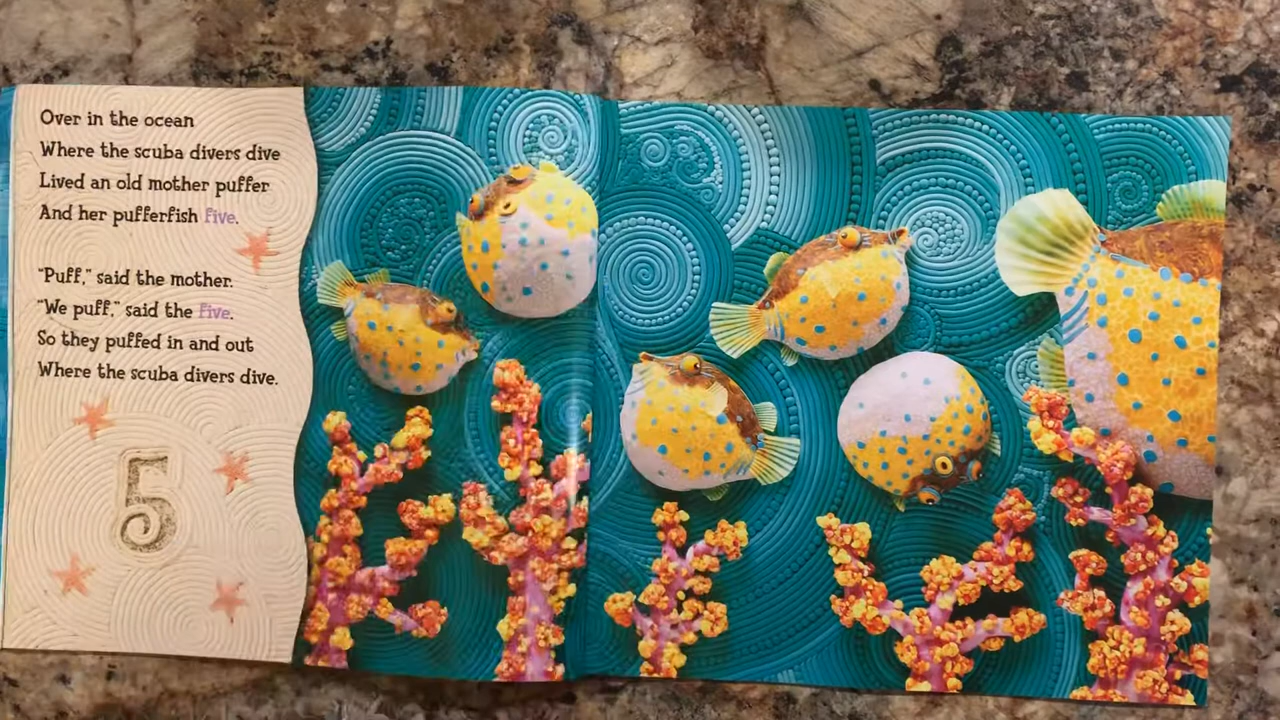 Over in the ocean
Where the scuba divers dive
Lived an old mother puffer
And her pufferfish five.
"Puff," said the mother.
"We puff," said the five.
So they puffed in and out
Where the scuba divers dive.
5